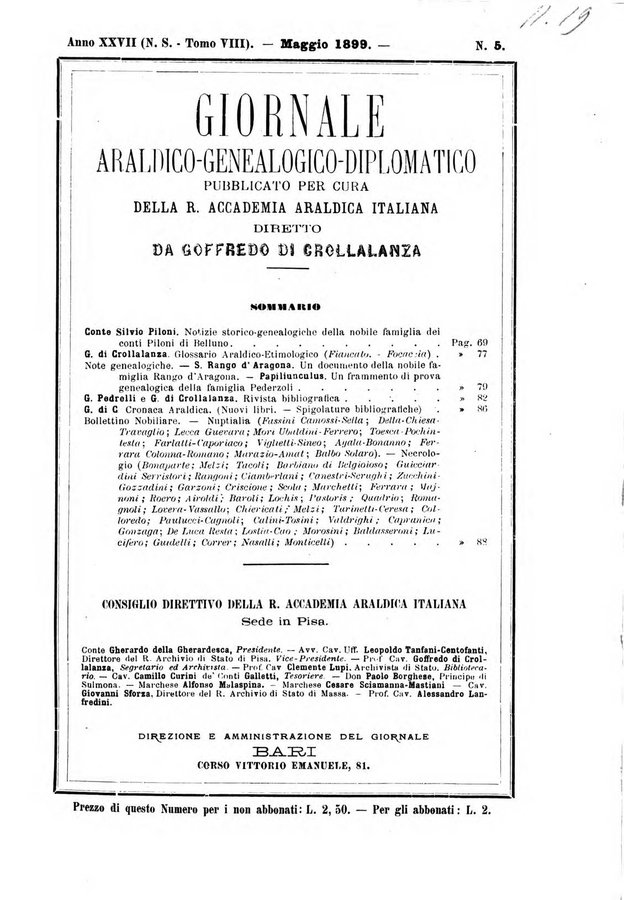 N. 19
Anno XXVII (N. S. - Tomo VIII). — Maggio 1899. — N. 5.
GIORNALE
ARALDICO-GENEALOGICO-DIPLOMATICO
PUBBLICATO PER CURA
DELLA R. ACCADEMIA ARALDICA ITALIANA
DIRETTO
DA GOFFREDO DI CROLLALANZA
SOMMARIO
Conte Silvio Piloni. Notizie storico-genealogiche della nobile famiglia dei
conti Piloni di Belluno. . . . . . . . . . . Pag. 69
G. di Crollalanza. Glossario Araldico-Etimologico (Fiancato. - Focaccia) . » 77
Note genealogiche. — S. Rango d'Aragona. Un documento della nobile fa-
miglia Rango d'Aragona. — Papiliunculus. Un frammento di prova
genealogica della famiglia Pederzoli . . . . . . . » 79
G. Pedrelli e G. di Crollalanza. Rivista bibliografica . . . . » 82
G. di C Cronaca Araldica. (Nuovi libri. — Spigolature bibliografiche) . » 86
Bollettino Nobiliare. — Nuptialia (Fasini Camossi-Sella; Della-Chiesa-
Travaglio; Lecca Guevara; Mori Ubaldini-Ferrero; Toesca-Pochin-
testa; Farlatti-Capoariu; Viglietti-Sineo; Ayala-Bonanno; Fer-
rara Colonna-Romano; Marazio-Amat; Balbo Solaro). — Necrolo-
gio (Bonaparte; Melzi; Tacoli; Barbiano di Belgioioso; Guicciar-
dini Serristori; Rangoni; Ciamberlani; Canestri-Seraghi; Zucchini-
Gozzadini; Garzoni; Criscione; Scola; Marchetti; Ferrara; Muj-
noni; Roero; Airoldi; Baroli; Lochis; Pastoris; Quadrio; Roma-
gnoli; Lovera-Vassallo; Chiericati; Melzi; Tarinetti-Ceresa; Col-
loredo; Paulucci-Cagnoli; Calini-Tosini; Valdrighi; Capranica;
Gonzaga; De Luca Resta; Lostia-Cao; Morosini; Baldasseroni; Lu-
cifero; Guidelli; Correr; Nasalli; Monticelli) . . . . . » 88
CONSIGLIO DIRETTIVO DELLA R. ACCADEMIA ARALDICA ITALIANA
Sede in Pisa.
Conte Gherardo della Gherardesca, Presidente. — Avv. Cav. Uff. Leopoldo Tanfani-Centofanti,
Direttore del R. Archivio di Stato di Pisa. Vice-Presidente. — Prof Cav. Goffredo di Crol-
lalanza, Segretario ed Archivista. — Prof Cav Clemente Lupi. Archivista di Stato. Biblioteca-
rio. — Cav. Camillo Curini de' Conti Galletti, Tesoriere. — Don Paolo Borghese, Principe di
Sulmona. — Marchese Alfonso Malaspina. — Marchese Cesare Sciamanna-Mastiani — Cav.
Giovanni Sforza, Direttore del R. Archivio di Stato di Massa. — Prof. Cav. Alessandro Lan-
fredini.
DIREZIONE E AMMINISTRAZIONE DEL GIORNALE
BARI
CORSO VITTORIO EMANUELE, 81.
Prezzo di questo Numero per i non abbonati: L. 2, 50. — Per gli abbonati: L. 2.